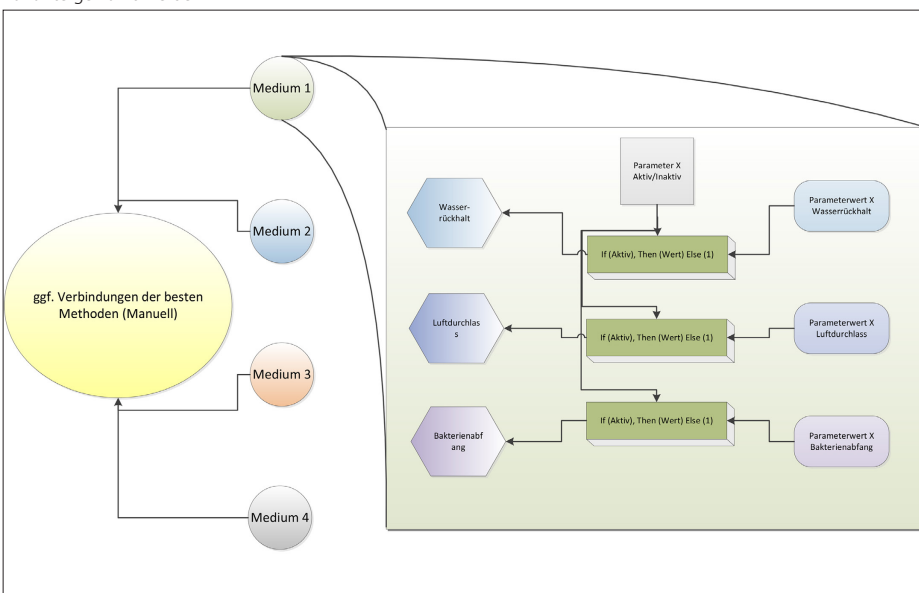 Medium 1
Parameter X
Aktiv/Inaktiv
Wasser-
rückhalt
Parameterwert X
Wasserrückhalt
Medium 2
If (Aktiv), Then (Wert) Else (1)
ggf. Verbindungen der besten
Methoden (Manuell)
Luftdurchlas
s
If (Aktiv), Then (Wert) Else (1)
Parameterwert X
Luftdurchlass
Medium 3
If (Aktiv), Then (Wert) Else (1)
Bakterienabf
ang
Parameterwert X
Bakterienabfang
Medium 4